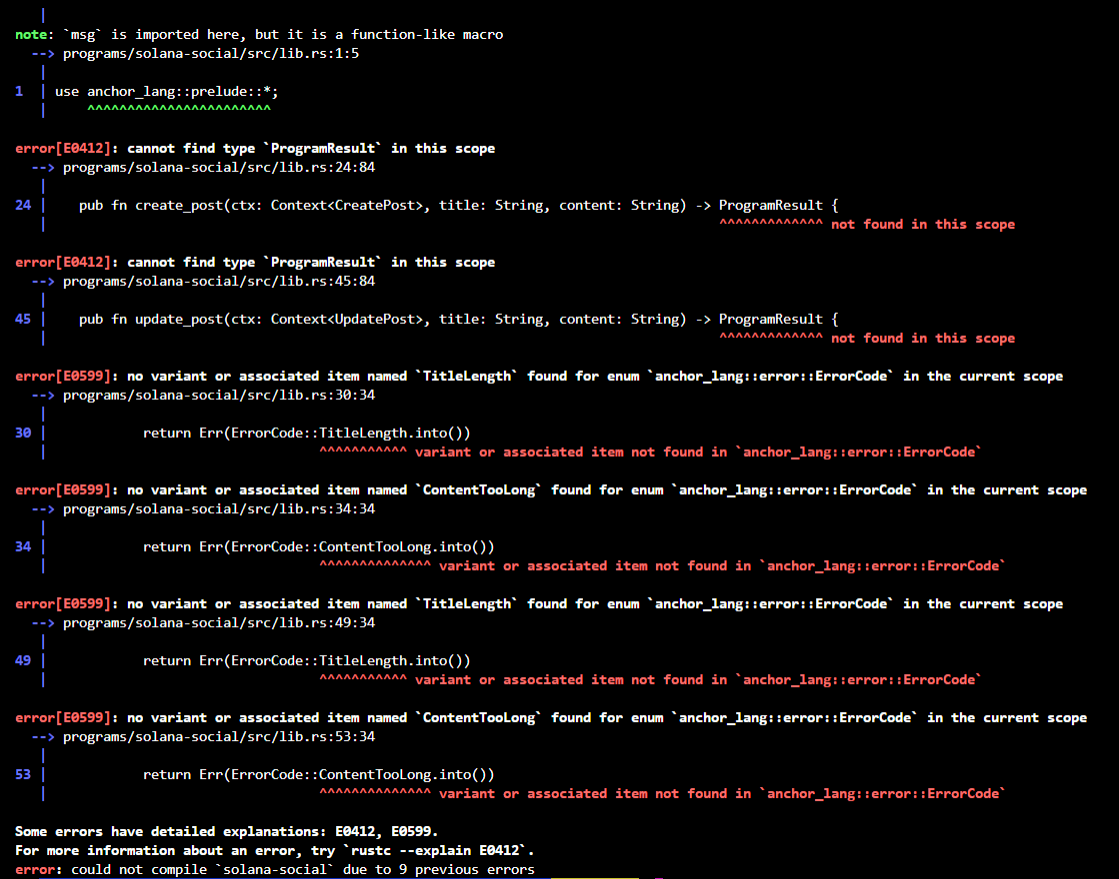 |
note: `msg` is imported here, but it is a function-like macro
--> programs/solana-social/src/lib.rs:1:5
|
1 | use anchor_lang::prelude::*;
| ^^^^^^^^^^^^^^^^^^^^^^^
error[E0412]: cannot find type `ProgramResult` in this scope
--> programs/solana-social/src/lib.rs:24:84
|
24 | pub fn create_post(ctx: Context<CreatePost>, title: String, content: String) -> ProgramResult {
| ^^^^^^^^^^^^^ not found in this scope
error[E0412]: cannot find type `ProgramResult` in this scope
--> programs/solana-social/src/lib.rs:45:84
|
45 | pub fn update_post(ctx: Context<UpdatePost>, title: String, content: String) -> ProgramResult {
| ^^^^^^^^^^^^^ not found in this scope
error[E0599]: no variant or associated item named `TitleLength` found for enum `anchor_lang::error::ErrorCode` in the current scope
--> programs/solana-social/src/lib.rs:30:34
|
30 | return Err(ErrorCode::TitleLength.into())
| ^^^^^^^^^^^ variant or associated item not found in `anchor_lang::error::ErrorCode`
error[E0599]: no variant or associated item named `ContentTooLong` found for enum `anchor_lang::error::ErrorCode` in the current scope
--> programs/solana-social/src/lib.rs:34:34
|
34 | return Err(ErrorCode::ContentTooLong.into())
| ^^^^^^^^^^^^^^ variant or associated item not found in `anchor_lang::error::ErrorCode`
error[E0599]: no variant or associated item named `TitleLength` found for enum `anchor_lang::error::ErrorCode` in the current scope
--> programs/solana-social/src/lib.rs:49:34
|
49 | return Err(ErrorCode::TitleLength.into())
| ^^^^^^^^^^^ variant or associated item not found in `anchor_lang::error::ErrorCode`
error[E0599]: no variant or associated item named `ContentTooLong` found for enum `anchor_lang::error::ErrorCode` in the current scope
--> programs/solana-social/src/lib.rs:53:34
|
53 | return Err(ErrorCode::ContentTooLong.into())
| ^^^^^^^^^^^^^^ variant or associated item not found in `anchor_lang::error::ErrorCode`
Some errors have detailed explanations: E0412, E0599.
For more information about an error, try `rustc --explain E0412`.
error: could not compile `solana-social` due to 9 previous errors